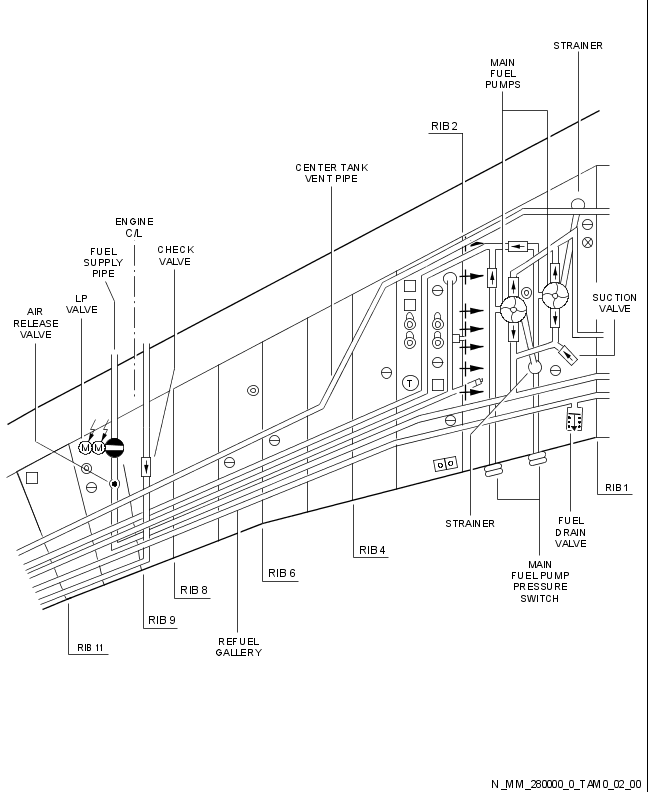 STRAINER
MAIN
FUEL
PUMPS
RIB 2
CENTER TANK
VENT PIPE
ENGINE
C/L
FUEL
SUPPLY
PIPE
CHECK
VALVE
LP
VALVE
AIR
RELEASE
VALVE
SUCTION
VALVE
T
M M
RIB 1
STRAINER
FUEL
DRAIN
VALVE
RIB 4
MAIN
FUEL PUMP
PRESSURE
SWITCH
RIB 6
RIB 8
RIB 9
REFUEL
GALLERY
RIB 11
N_MM_280000_0_TAM0_02_00